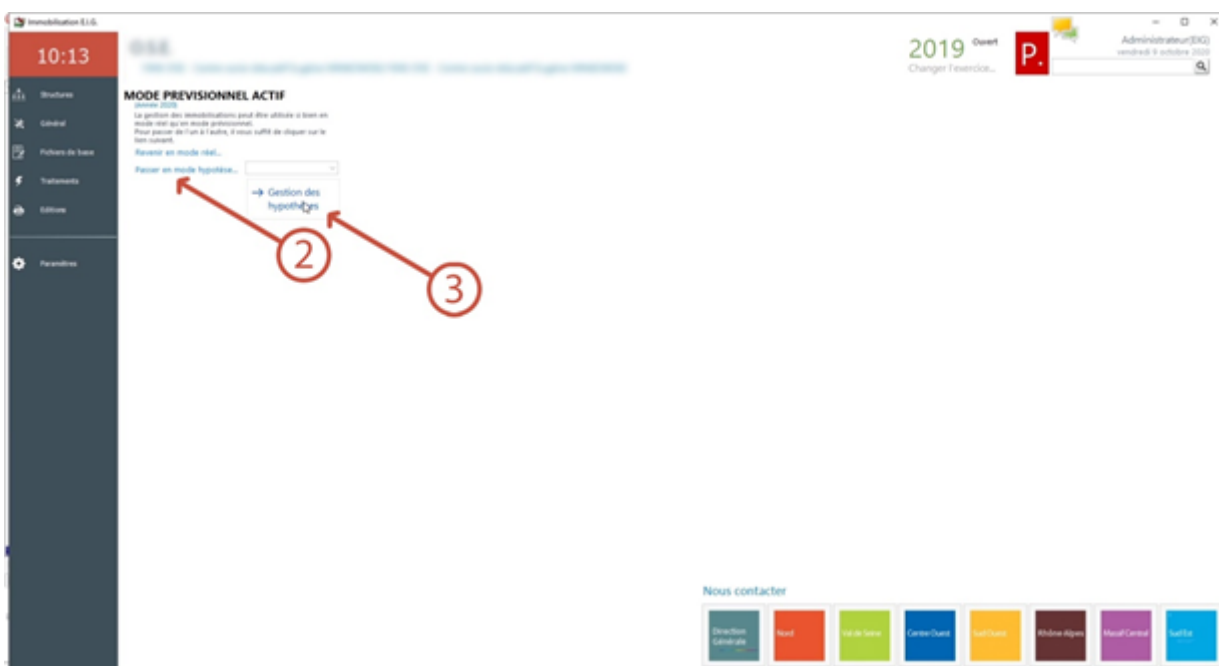 Immobilisation E.I.G.
10:13
O.S.E.
2019 Ouvert
Changer l'exercice...
P.
Administrateur(EIG)
vendredi 9 octobre 2020
Structures
Général
Fichiers de base
Traitements
Editions
Paramètres
MODE PREVISIONNEL ACTIF
(Année 2020)
La gestion des immobilisations peut être utilisée si bien en
mode réel qu'en mode prévisionnel.
Pour passer de l'un à l'autre, il vous suffit de cliquer sur le
lien suivant.
Revenir en mode réel...
Passer en mode hypotèse...
→ Gestion des
hypothèses
2
3
Nous contacter
Direction
Générale
Nord
Val de Seine
Centre Ouest
Sud Ouest
Rhône-Alpes
Massif Central
Sud Est